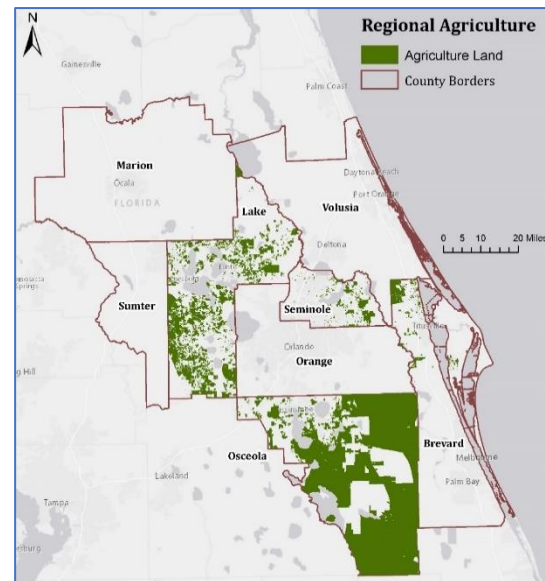 Regional Agriculture
Agriculture Land
County Borders
N
Gainesville
Palm Coast
Marion
Ocala
FLORIDA
Daytona Beach
Port Orange
Lake
Volusia
Deltona
0 5 10 20 Miles
Sumter
Seminole
Titusville
Orlando
Orange
Brevard
Osceola
Melbourne
Palm Bay
Lakeland
Tampa